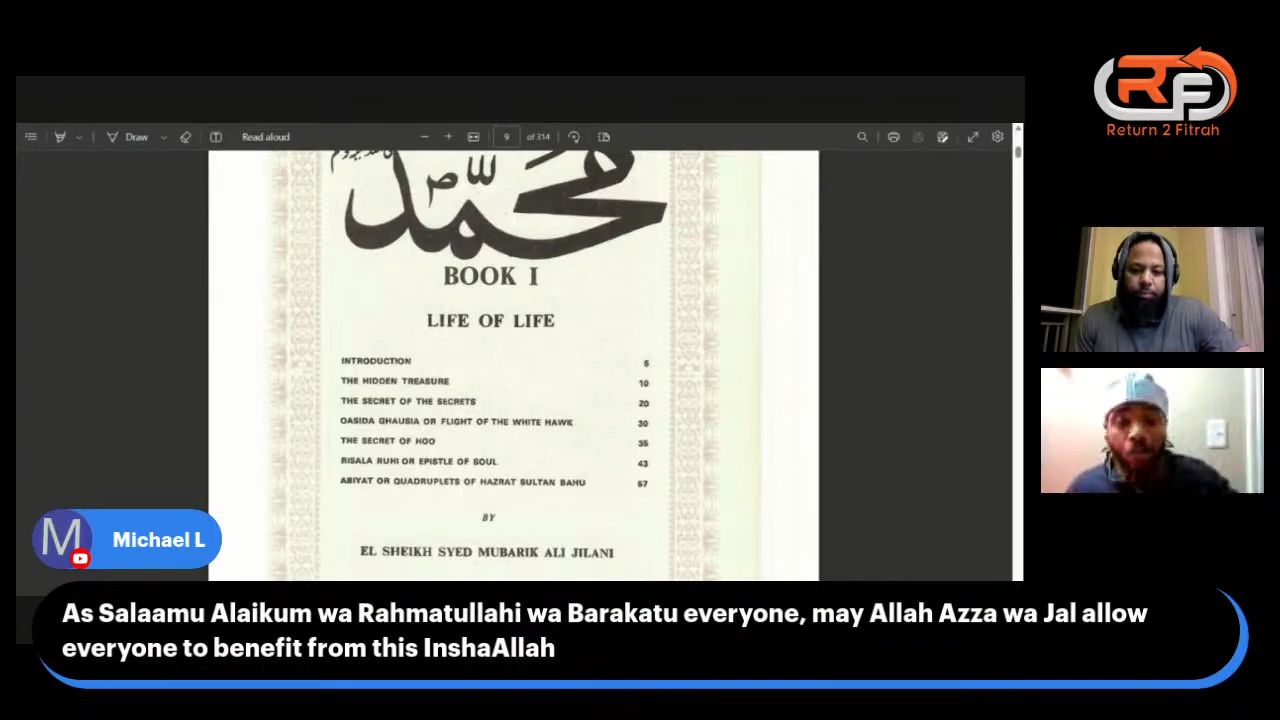 RF
Return 2 Fitrah
Draw
Read aloud
9 of 314
محمد
BOOK I
LIFE OF LIFE
INTRODUCTION 5
THE HIDDEN TREASURE 10
THE SECRET OF THE SECRETS 20
OASIDA GHAUSIA OR FLIGHT OF THE WHITE HAWK 30
THE SECRET OF HOO 35
RISALA RUHI OR EPISTLE OF SOUL 43
ABIYAT OR QUADRUPLETS OF HAZRAT SULTAN BAHU 57
BY
EL SHEIKH SYED MUBARIK ALI JILANI
M
Michael L
As Salaamu Alaikum wa Rahmatullahi wa Barakatu everyone, may Allah Azza wa Jal allow
everyone to benefit from this InshaAllah